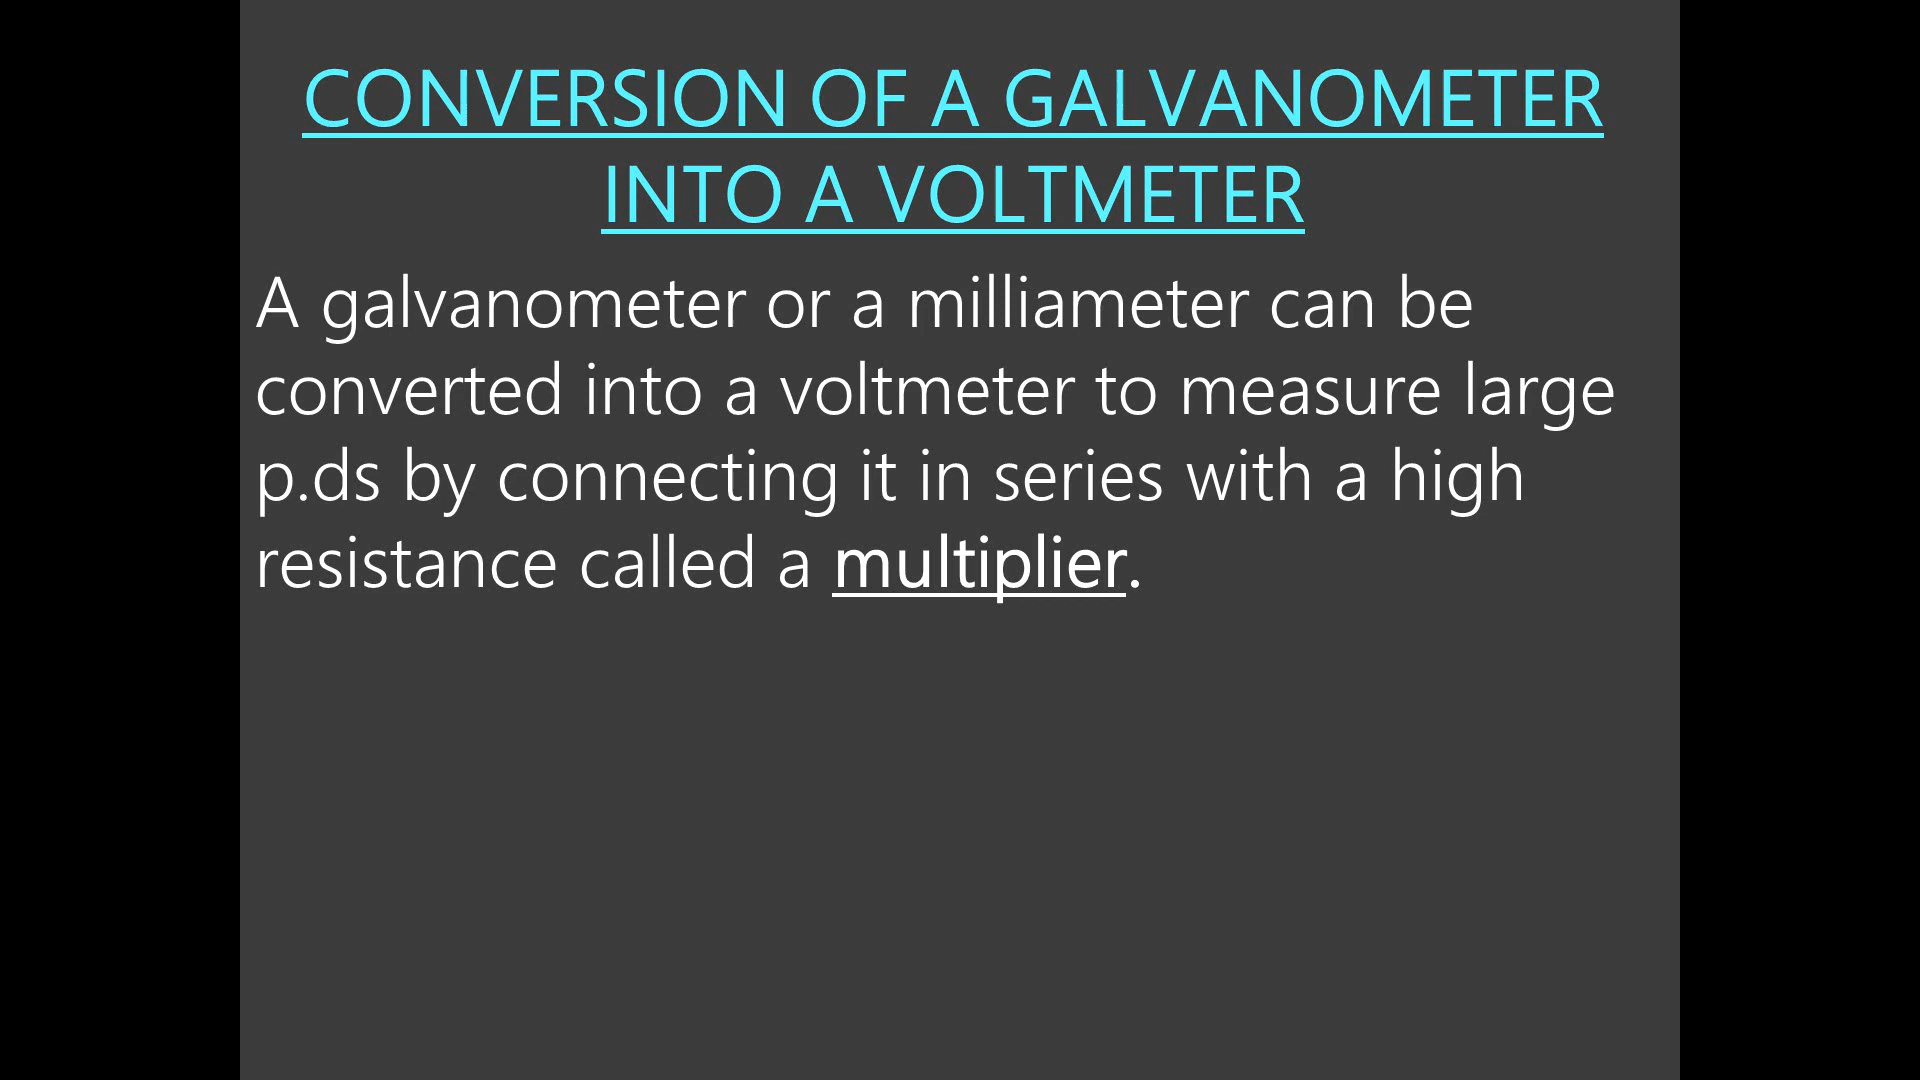 CONVERSION OF A GALVANOMETER
INTO A VOLTMETER
A galvanometer or a milliameter can be
converted into a voltmeter to measure large
p.ds by connecting it in series with a high
resistance called a multiplier.